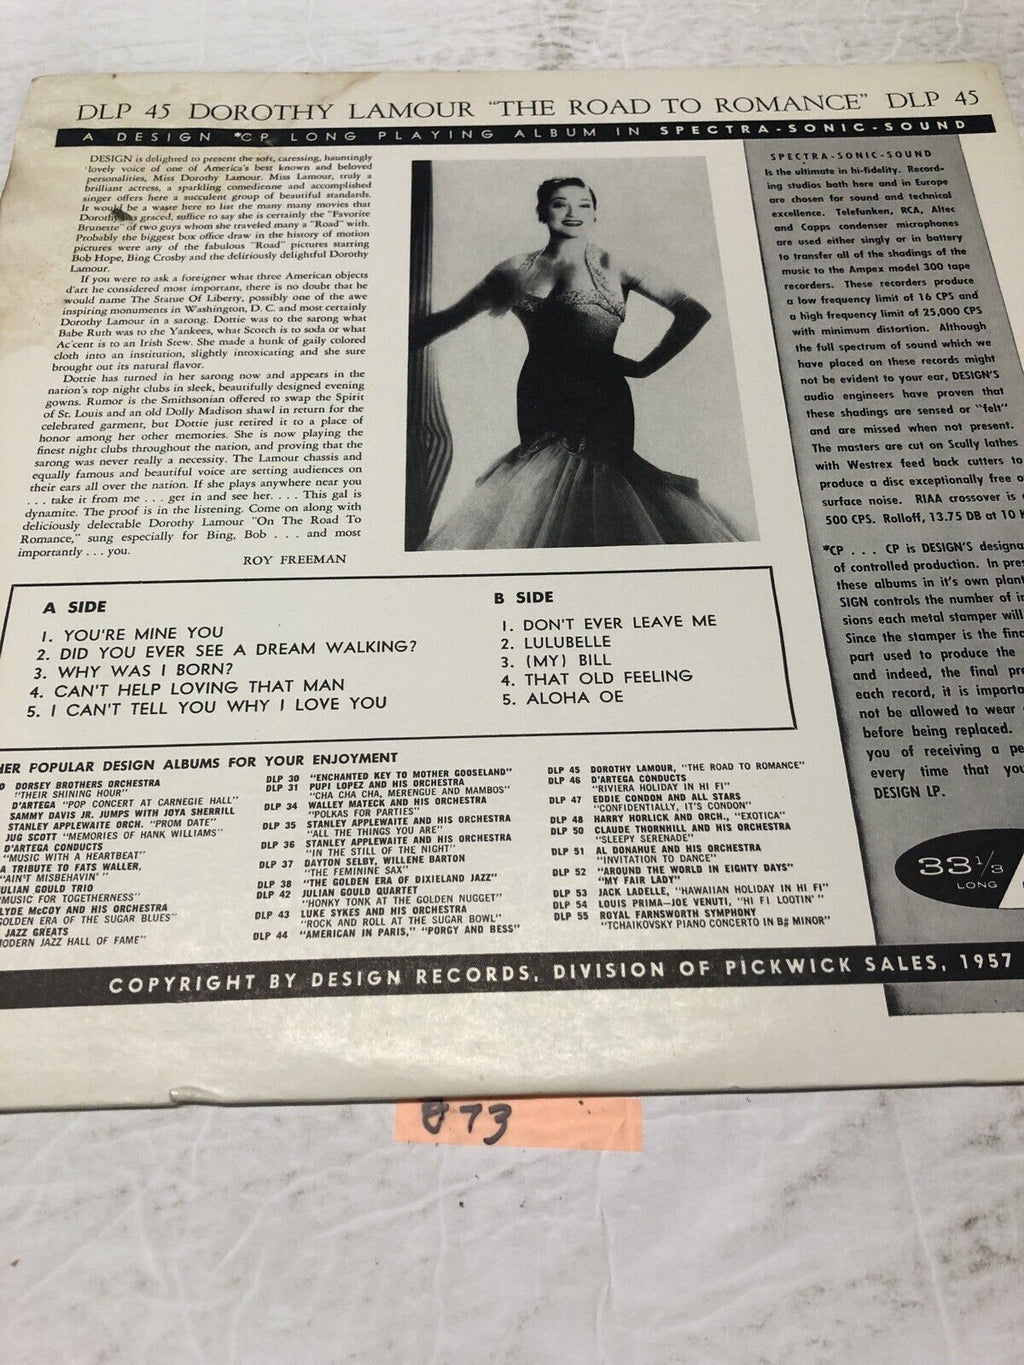 DLP 45 DOROTHY LAMOUR "THE ROAD TO ROMANCE" DLP 45
A DESIGN *CP LONG PLAYING ALBUM IN SPECTRA-SONIC-SOUND
DESIGN is delighted to present the soft, caressing, hauntingly
lovely voice of one of America's best known and beloved
personalities, Miss Dorothy Lamour. Miss Lamour, truly a
brilliant actress, a sparkling comedienne and accomplished
singer offers here a succulent group of beautiful standards.
It would be a waste here to list the many many movies that
Dorothy has graced, suffice to say she is certainly the "Favorite
Brunette" of two guys whom she traveled many a "Road" with.
Probably the biggest box office draw in the history of motion
pictures were any of the fabulous "Road" pictures starring
Bob Hope, Bing Crosby and the deliriously delightful Dorothy
Lamour.
If you were to ask a foreigner what three American objects
d'art he considered most important, there is no doubt that he
would name The Statue Of Liberty, possibly one of the awe
inspiring monuments in Washington, D. C. and most certainly
Dorothy Lamour in a sarong. Dottie was to the sarong what
Babe Ruth was to the Yankees, what Scotch is to soda or what
Ac'cent is to an Irish Stew. She made a hunk of gaily colored
cloth into an institution, slightly intoxicating and she sure
brought out its natural flavor.
Dottie has turned in her sarong now and appears in the
nation's top night clubs in sleek, beautifully designed evening
gowns. Rumor is the Smithsonian offered to swap the Spirit
of St. Louis and an old Dolly Madison shawl in return for the
celebrated garment, but Dottie just retired it to a place of
honor among her other memories. She is now playing the
finest night clubs throughout the nation, and proving that the
sarong was never really a necessity. The Lamour chassis and
equally famous and beautiful voice are setting audiences on
their ears all over the nation. If she plays anywhere near you
. . . take it from me . . . get in and see her. . . . This gal is
dynamite. The proof is in the listening. Come on along with
deliciously delectable Dorothy Lamour "On The Road To
Romance," sung especially for Bing, Bob . . . and most
importantly . . . you.
ROY FREEMAN
SPECTRA-SONIC-SOUND
Is the ultimate in hi-fidelity. Record-
ing studios both here and in Europe
are chosen for sound and technical
excellence. Telefunken, RCA, Altec
and Capps condenser microphones
are used either singly or in battery
to transfer all of the shadings of the
music to the Ampex model 300 tape
recorders. These recorders produce
a low frequency limit of 16 CPS and
a high frequency limit of 25,000 CPS
with minimum distortion. Although
the full spectrum of sound which we
have placed on these records might
not be evident to your ear, DESIGN'S
audio engineers have proven that
these shadings are sensed or "felt"
and are missed when not present.
The masters are cut on Scully lathes
with Westrex feed back cutters to
produce a disc exceptionally free o
surface noise. RIAA crossover is
500 CPS. Rolloff, 13.75 DB at 10
*CP . . . CP is DESIGN'S designa
of controlled production. In pre
these albums in it's own plant
SIGN controls the number of i
sions each metal stamper will
Since the stamper is the fina
part used to produce the
and indeed, the final pr
each record, it is importa
not be allowed to wear
before being replaced.
you of receiving a pe
every time that you
DESIGN LP.
33 1/3
LONG
A SIDE
1. YOU'RE MINE YOU
2. DID YOU EVER SEE A DREAM WALKING?
3. WHY WAS I BORN?
4. CAN'T HELP LOVING THAT MAN
5. I CAN'T TELL YOU WHY I LOVE YOU
B SIDE
1. DON'T EVER LEAVE ME
2. LULUBELLE
3. (MY) BILL
4. THAT OLD FEELING
5. ALOHA OE
HER POPULAR DESIGN ALBUMS FOR YOUR ENJOYMENT
DORSEY BROTHERS ORCHESTRA
"THEIR SHINING HOUR"
D'ARTEGA "POP CONCERT AT CARNEGIE HALL"
SAMMY DAVIS JR. JUMPS WITH JOYA SHERRILL
STANLEY APPLEWAITE ORCH. "PROM DATE"
JUG SCOTT "MEMORIES OF HANK WILLIAMS"
D'ARTEGA CONDUCTS
"MUSIC WITH A HEARTBEAT"
A TRIBUTE TO FATS WALLER,
"AIN'T MISBEHAVIN' "
ULIAN GOULD TRIO
"MUSIC FOR TOGETHERNESS"
LYDE McCOY AND HIS ORCHESTRA
GOLDEN ERA OF THE SUGAR BLUES"
JAZZ GREATS
MODERN JAZZ HALL OF FAME"
DLP 30 "ENCHANTED KEY TO MOTHER GOOSELAND"
DLP 31 PUPI LOPEZ AND HIS ORCHESTRA
"CHA CHA CHA, MERENGUE AND MAMBOS"
DLP 34 WALLEY MATECK AND HIS ORCHESTRA
"POLKAS FOR PARTIES"
DLP 35 STANLEY APPLEWAITE AND HIS ORCHESTRA
"ALL THE THINGS YOU ARE"
DLP 36 STANLEY APPLEWAITE AND HIS ORCHESTRA
"IN THE STILL OF THE NIGHT"
DLP 37 DAYTON SELBY, WILLENE BARTON
"THE FEMININE SAX"
DLP 38 "THE GOLDEN ERA OF DIXIELAND JAZZ"
DLP 42 JULIAN GOULD QUARTET
"HONKY TONK AT THE GOLDEN NUGGET"
DLP 43 LUKE SYKES AND HIS ORCHESTRA
"ROCK AND ROLL AT THE SUGAR BOWL"
DLP 44 "AMERICAN IN PARIS," "PORGY AND BESS"
DLP 45 DOROTHY LAMOUR, "THE ROAD TO ROMANCE"
DLP 46 D'ARTEGA CONDUCTS
"RIVIERA HOLIDAY IN HI FI"
DLP 47 EDDIE CONDON AND ALL STARS
"CONFIDENTIALLY, IT'S CONDON"
DLP 48 HARRY HORLICK AND ORCH., "EXOTICA"
DLP 50 CLAUDE THORNHILL AND HIS ORCHESTRA
"SLEEPY SERENADE"
DLP 51 AL DONAHUE AND HIS ORCHESTRA
"INVITATION TO DANCE"
DLP 52 "AROUND THE WORLD IN EIGHTY DAYS"
"MY FAIR LADY"
DLP 53 JACK LADELLE, "HAWAIIAN HOLIDAY IN HI FI"
DLP 54 LOUIS PRIMA—JOE VENUTI, "HI FI LOOTIN' "
DLP 55 ROYAL FARNSWORTH SYMPHONY
"TCHAIKOVSKY PIANO CONCERTO IN B# MINOR"
COPYRIGHT BY DESIGN RECORDS, DIVISION OF PICKWICK SALES, 1957
873